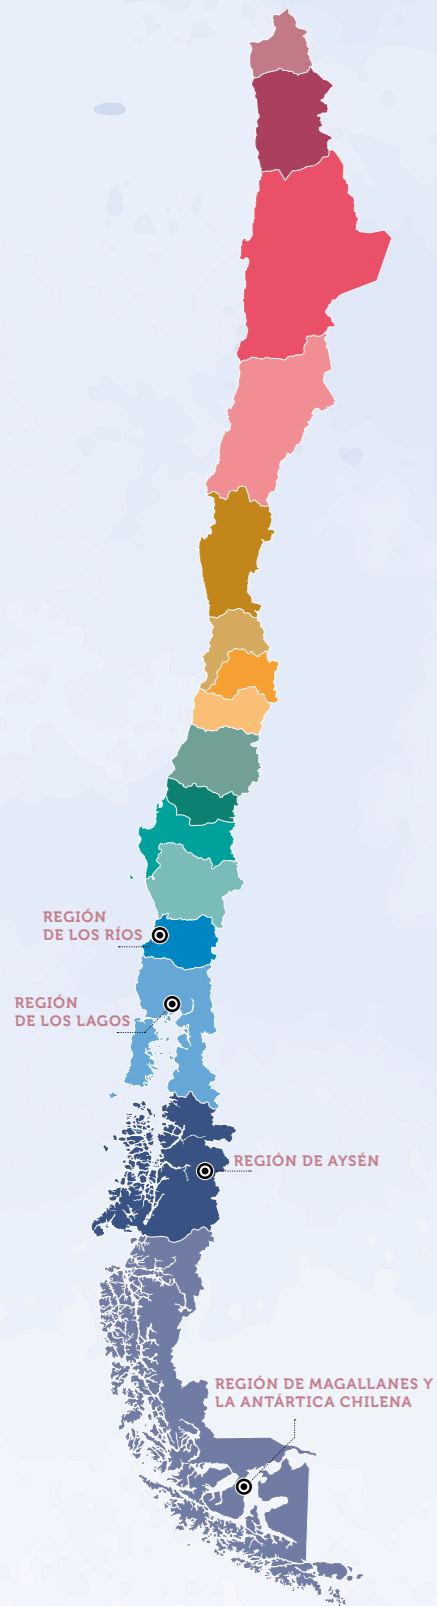 REGIÓN
DE LOS RÍOS
REGIÓN
DE LOS LAGOS
REGIÓN DE AYSÉN
REGIÓN DE MAGALLANES Y
LA ANTÁRTICA CHILENA